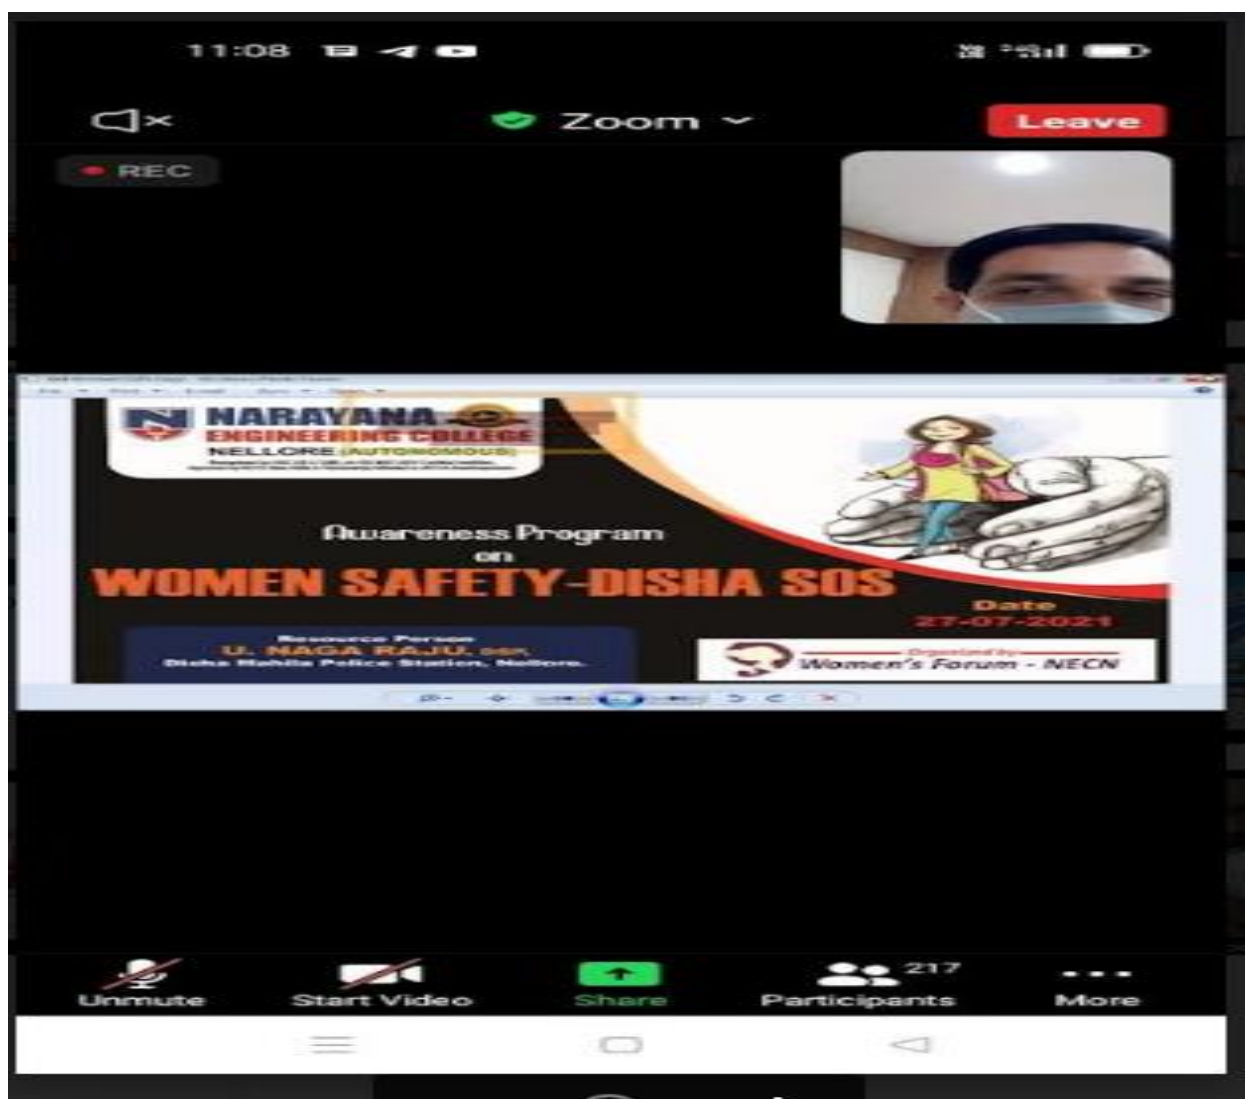 11:08
Zoom
Leave
REC
NARAYANA
ENGINEERING COLLEGE
NELLORE (AUTONOMOUS)
Awareness Program
on
WOMEN SAFETY-DISHA SOS
Date
27-07-2021
Resource Person
U. NAGA RAJU, DSP,
Disha Mahila Police Station, Nellore.
Organized by
Women's Forum - NECN
Unmute
Start Video
Share
217
Participants
More